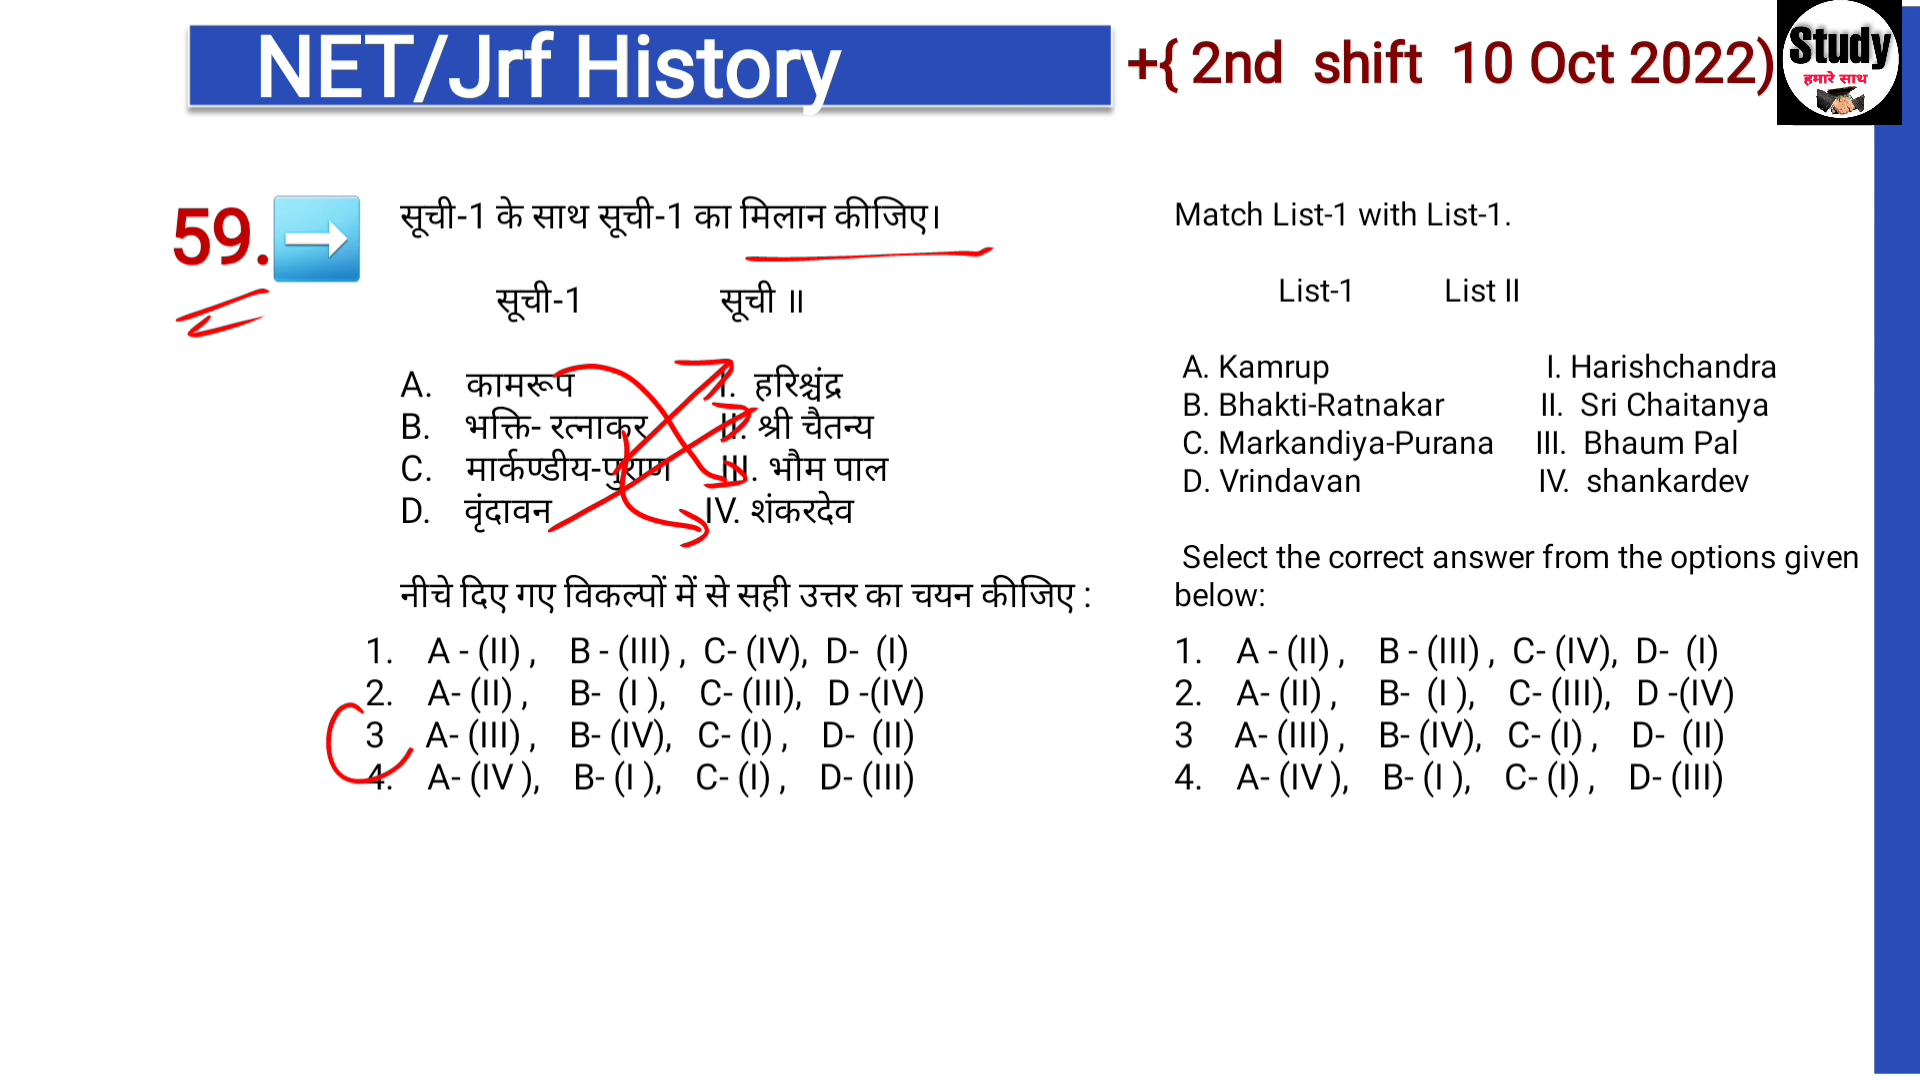 NET/Jrf History
+{ 2nd shift 10 Oct 2022)
Study
हमारे साथ
59.
सूची-1 के साथ सूची-1 का मिलान कीजिए।
सूची-1 सूची ॥
A. कामरूप I. हरिश्चंद्र
B. भक्ति- रत्नाकर II. श्री चैतन्य
C. मार्कण्डीय-पुराण III. भौम पाल
D. वृंदावन IV. शंकरदेव
नीचे दिए गए विकल्पों में से सही उत्तर का चयन कीजिए :
1. A - (II) , B - (III) , C- (IV), D- (I)
2. A- (II) , B- (I ), C- (III), D -(IV)
3 A- (III) , B- (IV), C- (I) , D- (II)
4. A- (IV ), B- (I ), C- (I) , D- (III)
Match List-1 with List-1.
List-1 List II
A. Kamrup I. Harishchandra
B. Bhakti-Ratnakar II. Sri Chaitanya
C. Markandiya-Purana III. Bhaum Pal
D. Vrindavan IV. shankardev
Select the correct answer from the options given
below:
1. A - (II) , B - (III) , C- (IV), D- (I)
2. A- (II) , B- (I ), C- (III), D -(IV)
3 A- (III) , B- (IV), C- (I) , D- (II)
4. A- (IV ), B- (I ), C- (I) , D- (III)